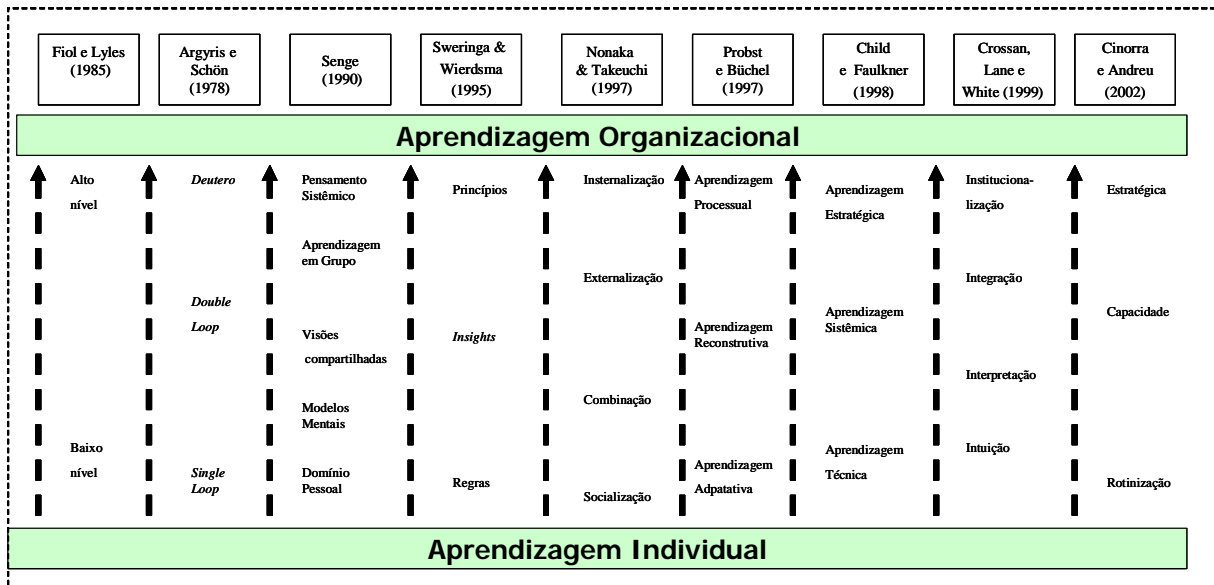 Fiol e Lyles
(1985)
Argyris e
Schön
(1978)
Senge
(1990)
Sweringa &
Wierdsma
(1995)
Nonaka
& Takeuchi
(1997)
Probst
e Büchel
(1997)
Child
e Faulkner
(1998)
Crossan,
Lane e
White (1999)
Cinorra
e Andreu
(2002)
Aprendizagem Organizacional
Alto
nível
Baixo
nível
Deutero
Double
Loop
Single
Loop
Pensamento
Sistêmico
Aprendizagem
em Grupo
Visões
compartilhadas
Modelos
Mentais
Domínio
Pessoal
Princípios
Insights
Regras
Insternalização
Externalização
Combinação
Socialização
Aprendizagem
Processual
Aprendizagem
Reconstrutiva
Aprendizagem
Adpatativa
Aprendizagem
Estratégica
Aprendizagem
Sistêmica
Aprendizagem
Técnica
Instituciona-
lização
Integração
Interpretação
Intuição
Estratégica
Capacidade
Rotinização
Aprendizagem Individual